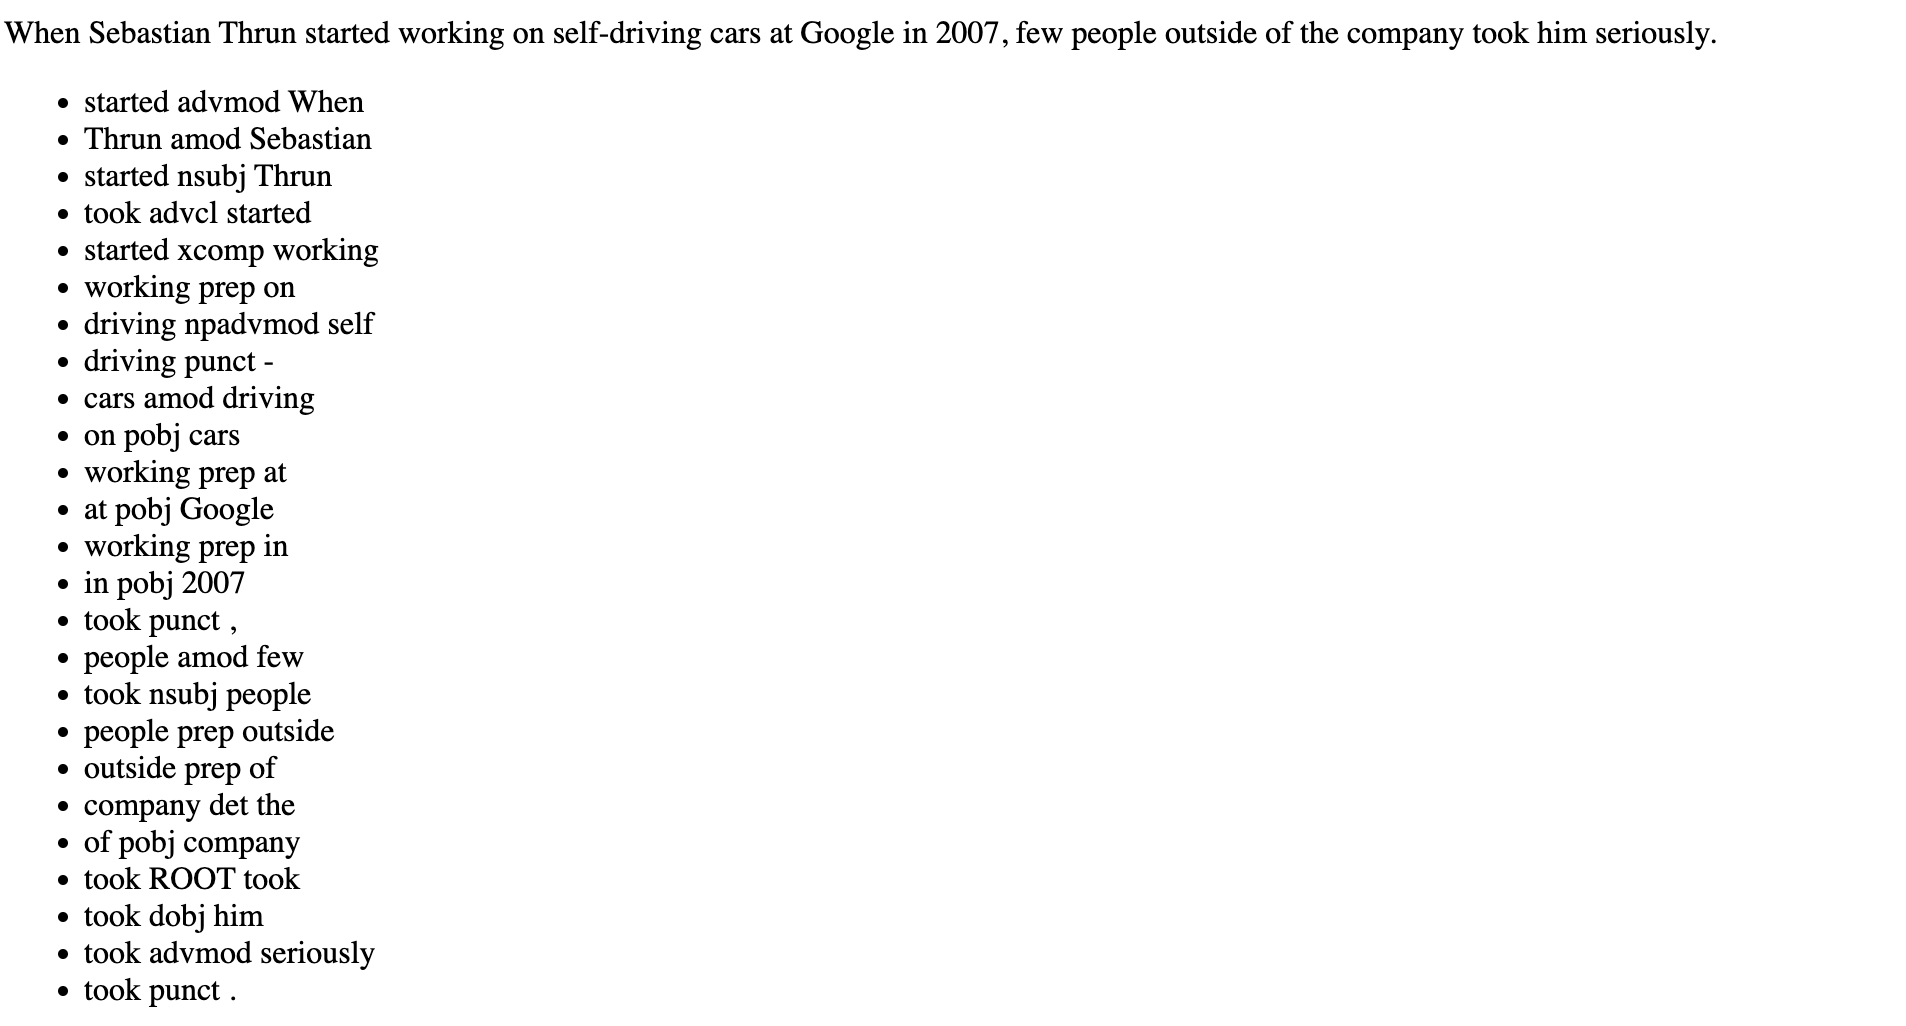 When Sebastian Thrun started working on self-driving cars at Google in 2007, few people outside of the company took him seriously.
• started advmod When
• Thrun amod Sebastian
• started nsubj Thrun
• took advcl started
• started xcomp working
• working prep on
• driving npadvmod self
• driving punct -
• cars amod driving
• on pobj cars
• working prep at
• at pobj Google
• working prep in
• in pobj 2007
• took punct ,
• people amod few
• took nsubj people
• people prep outside
• outside prep of
• company det the
• of pobj company
• took ROOT took
• took dobj him
• took advmod seriously
• took punct .